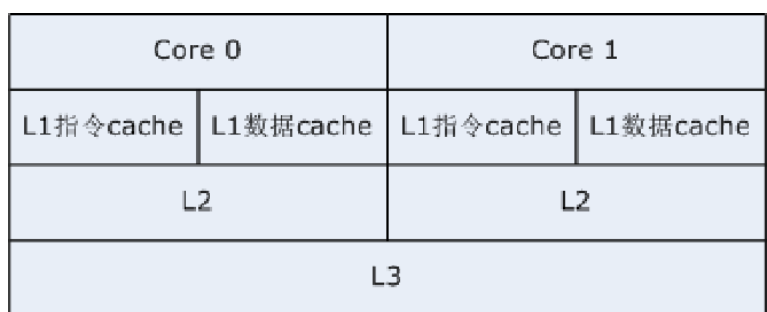 Core 0 Core 1
L1指令cache L1数据cache L1指令cache L1数据cache
L2 L2
L3